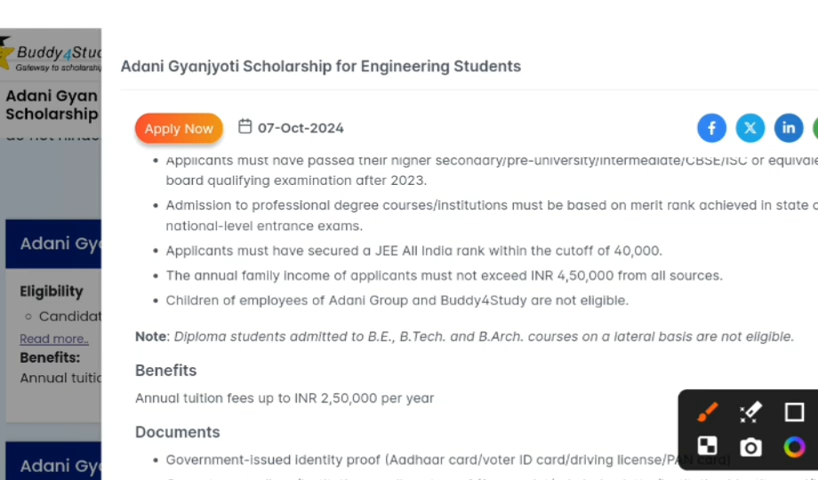 Buddy4Stud
Gateway to scholarship
Adani Gyan
Scholarship
Adani Gyanjyoti Scholarship for Engineering Students
Apply Now
07-Oct-2024
Applicants must have passed their higher secondary/pre-university/intermediate/CBSE/ISC or
board qualifying examination after 2023.
Admission to professional degree courses/institutions must be based on merit rank achieved in state
national-level entrance exams.
Applicants must have secured a JEE All India rank within the cutoff of 40,000.
The annual family income of applicants must not exceed INR 4,50,000 from all sources.
Children of employees of Adani Group and Buddy4Study are not eligible.
Note: Diploma students admitted to B.E., B.Tech. and B.Arch. courses on a lateral basis are not eligible.
Benefits
Annual tuition fees up to INR 2,50,000 per year
Documents
Government-issued identity proof (Aadhaar card/voter ID card/driving license/PAN card)
Adani Gy
Eligibility
Candidat
Read more..
Benefits:
Annual tuitic
Adani Gy